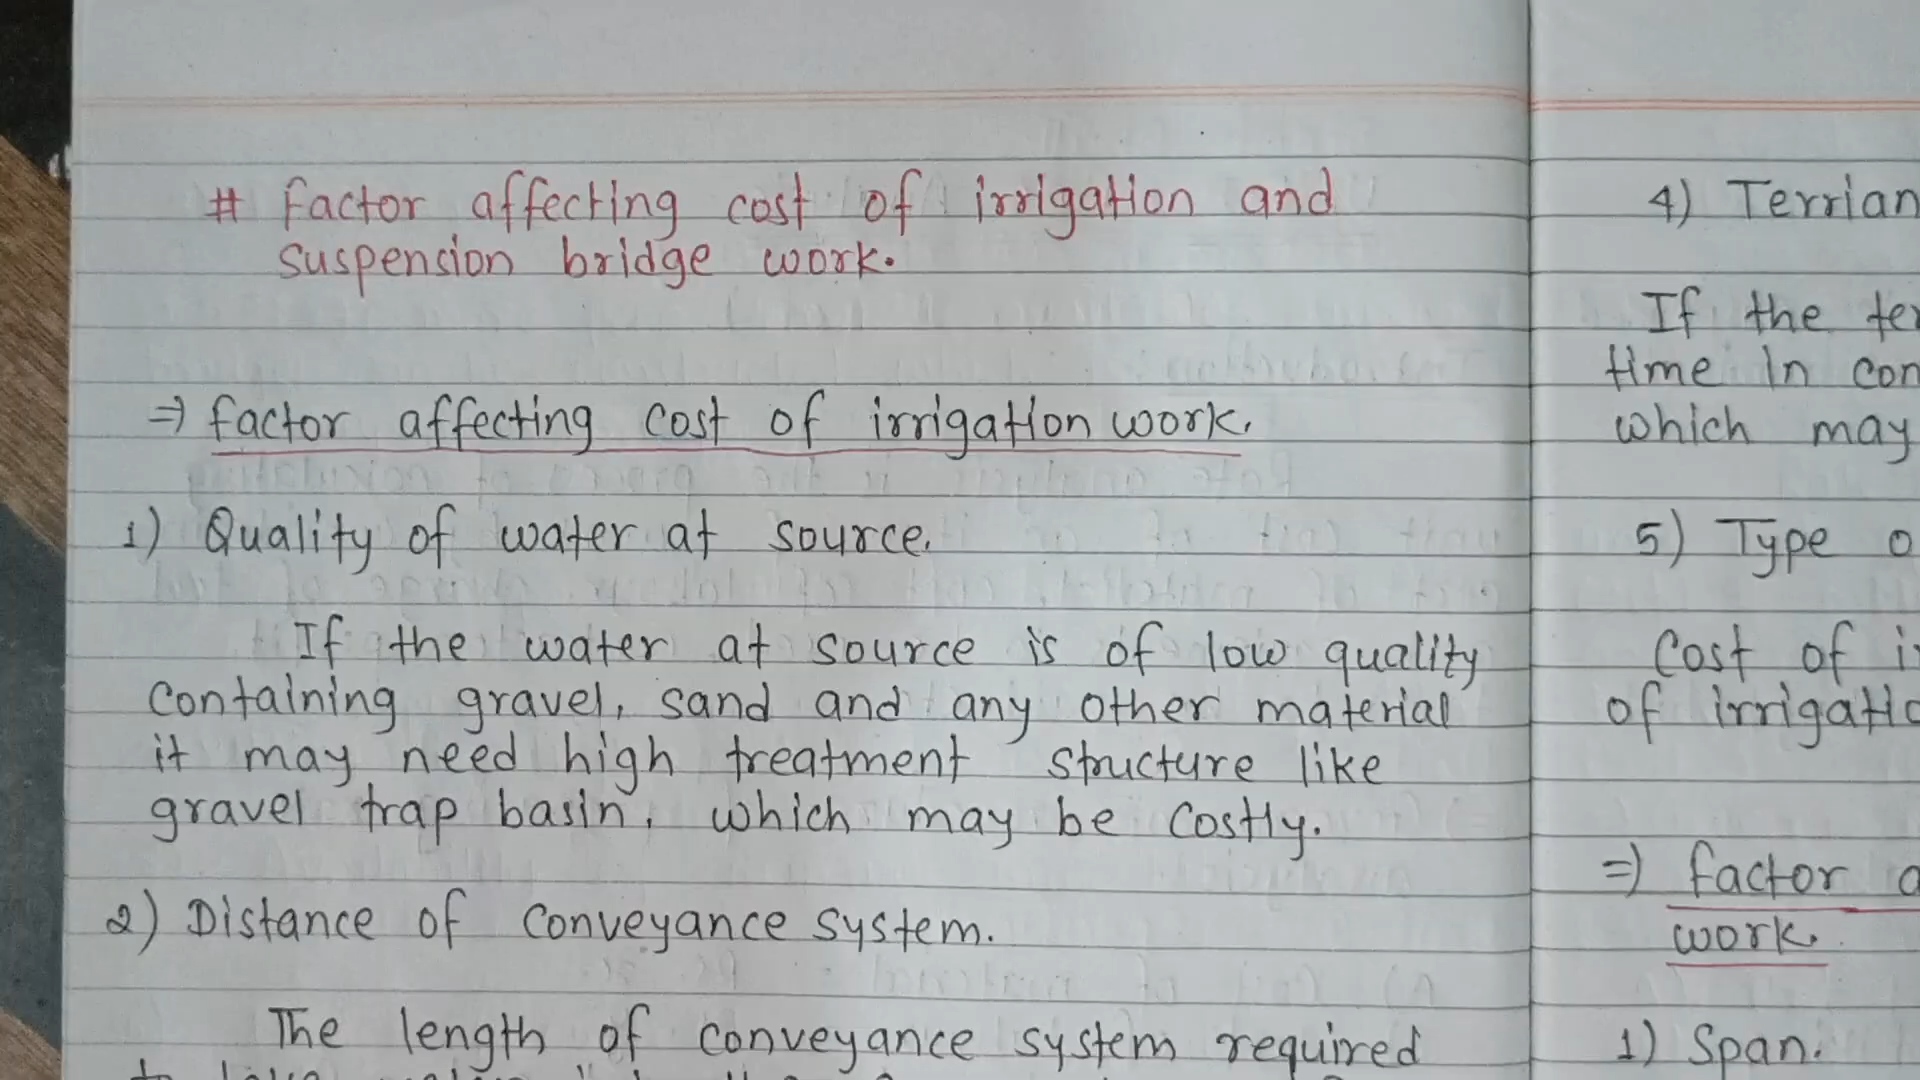 # factor affecting cost of irrigation and
suspension bridge work.
⇒ factor affecting cost of irrigation work.
1) Quality of water at source.
If the water at source is of low quality
containing gravel, sand and any other material
it may need high treatment structure like
gravel trap basin, which may be costly.
2) Distance of conveyance system.
The length of conveyance system required
4) Terrian
If the
time in
which may
5) Type
Cost of
of
⇒ factor
work.
1) Span.